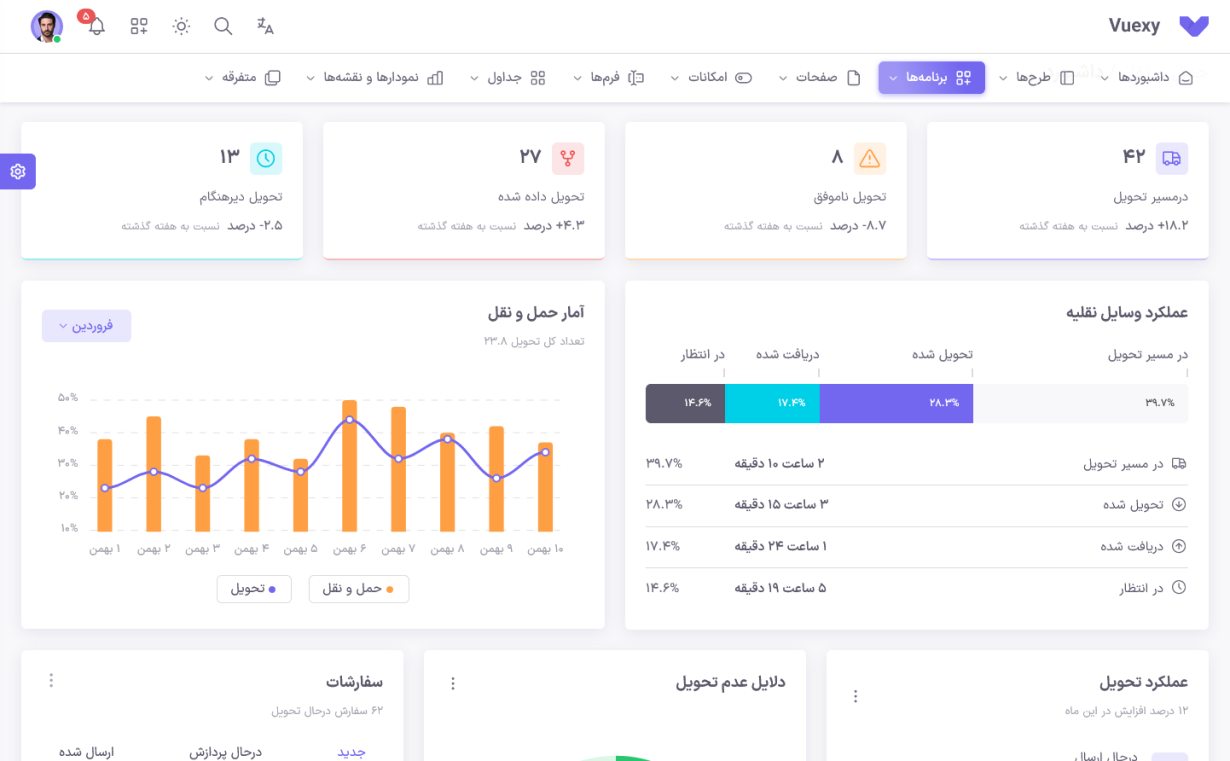 Vuexy
۵
داشبوردها
طرح‌ها
برنامه‌ها
صفحات
امکانات
فرم‌ها
جداول
نمودارها و نقشه‌ها
متفرقه
۴۲
درمسیر تحویل
۱۸.۲+ درصد نسبت به هفته گذشته
۸
تحویل ناموفق
۸.۷- درصد نسبت به هفته گذشته
۲۷
تحویل داده شده
۴.۳+ درصد نسبت به هفته گذشته
۱۳
تحویل دیرهنگام
۲.۵- درصد نسبت به هفته گذشته
عملکرد وسایل نقلیه
در مسیر تحویل
تحویل شده
دریافت شده
در انتظار
۳۹.۷%
۲۸.۳%
۱۷.۴%
۱۴.۶%
در مسیر تحویل ۲ ساعت ۱۰ دقیقه ۳۹.۷%
تحویل شده ۳ ساعت ۱۵ دقیقه ۲۸.۳%
دریافت شده ۱ ساعت ۲۴ دقیقه ۱۷.۴%
در انتظار ۵ ساعت ۱۹ دقیقه ۱۴.۶%
آمار حمل و نقل
تعداد کل تحویل ۲۳.۸
فروردین
۵۰%
۴۰%
۳۰%
۲۰%
۱۰%
۱ بهمن
۲ بهمن
۳ بهمن
۴ بهمن
۵ بهمن
۶ بهمن
۷ بهمن
۸ بهمن
۹ بهمن
۱۰ بهمن
حمل و نقل
تحویل
عملکرد تحویل
۱۲ درصد افزایش در این ماه
درحال ارسال
دلایل عدم تحویل
سفارشات
۶۲ سفارش درحال تحویل
جدید
درحال پردازش
ارسال شده